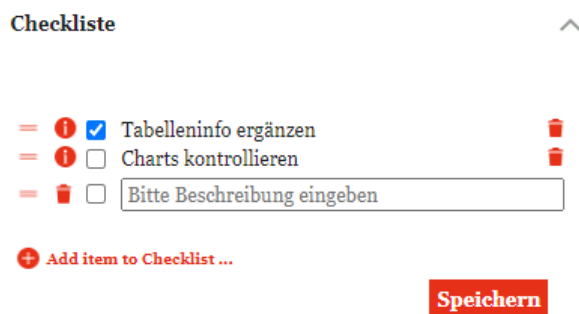 Checkliste
Tabelleninfo ergänzen
Charts kontrollieren
Bitte Beschreibung eingeben
Add item to Checklist ...
Speichern